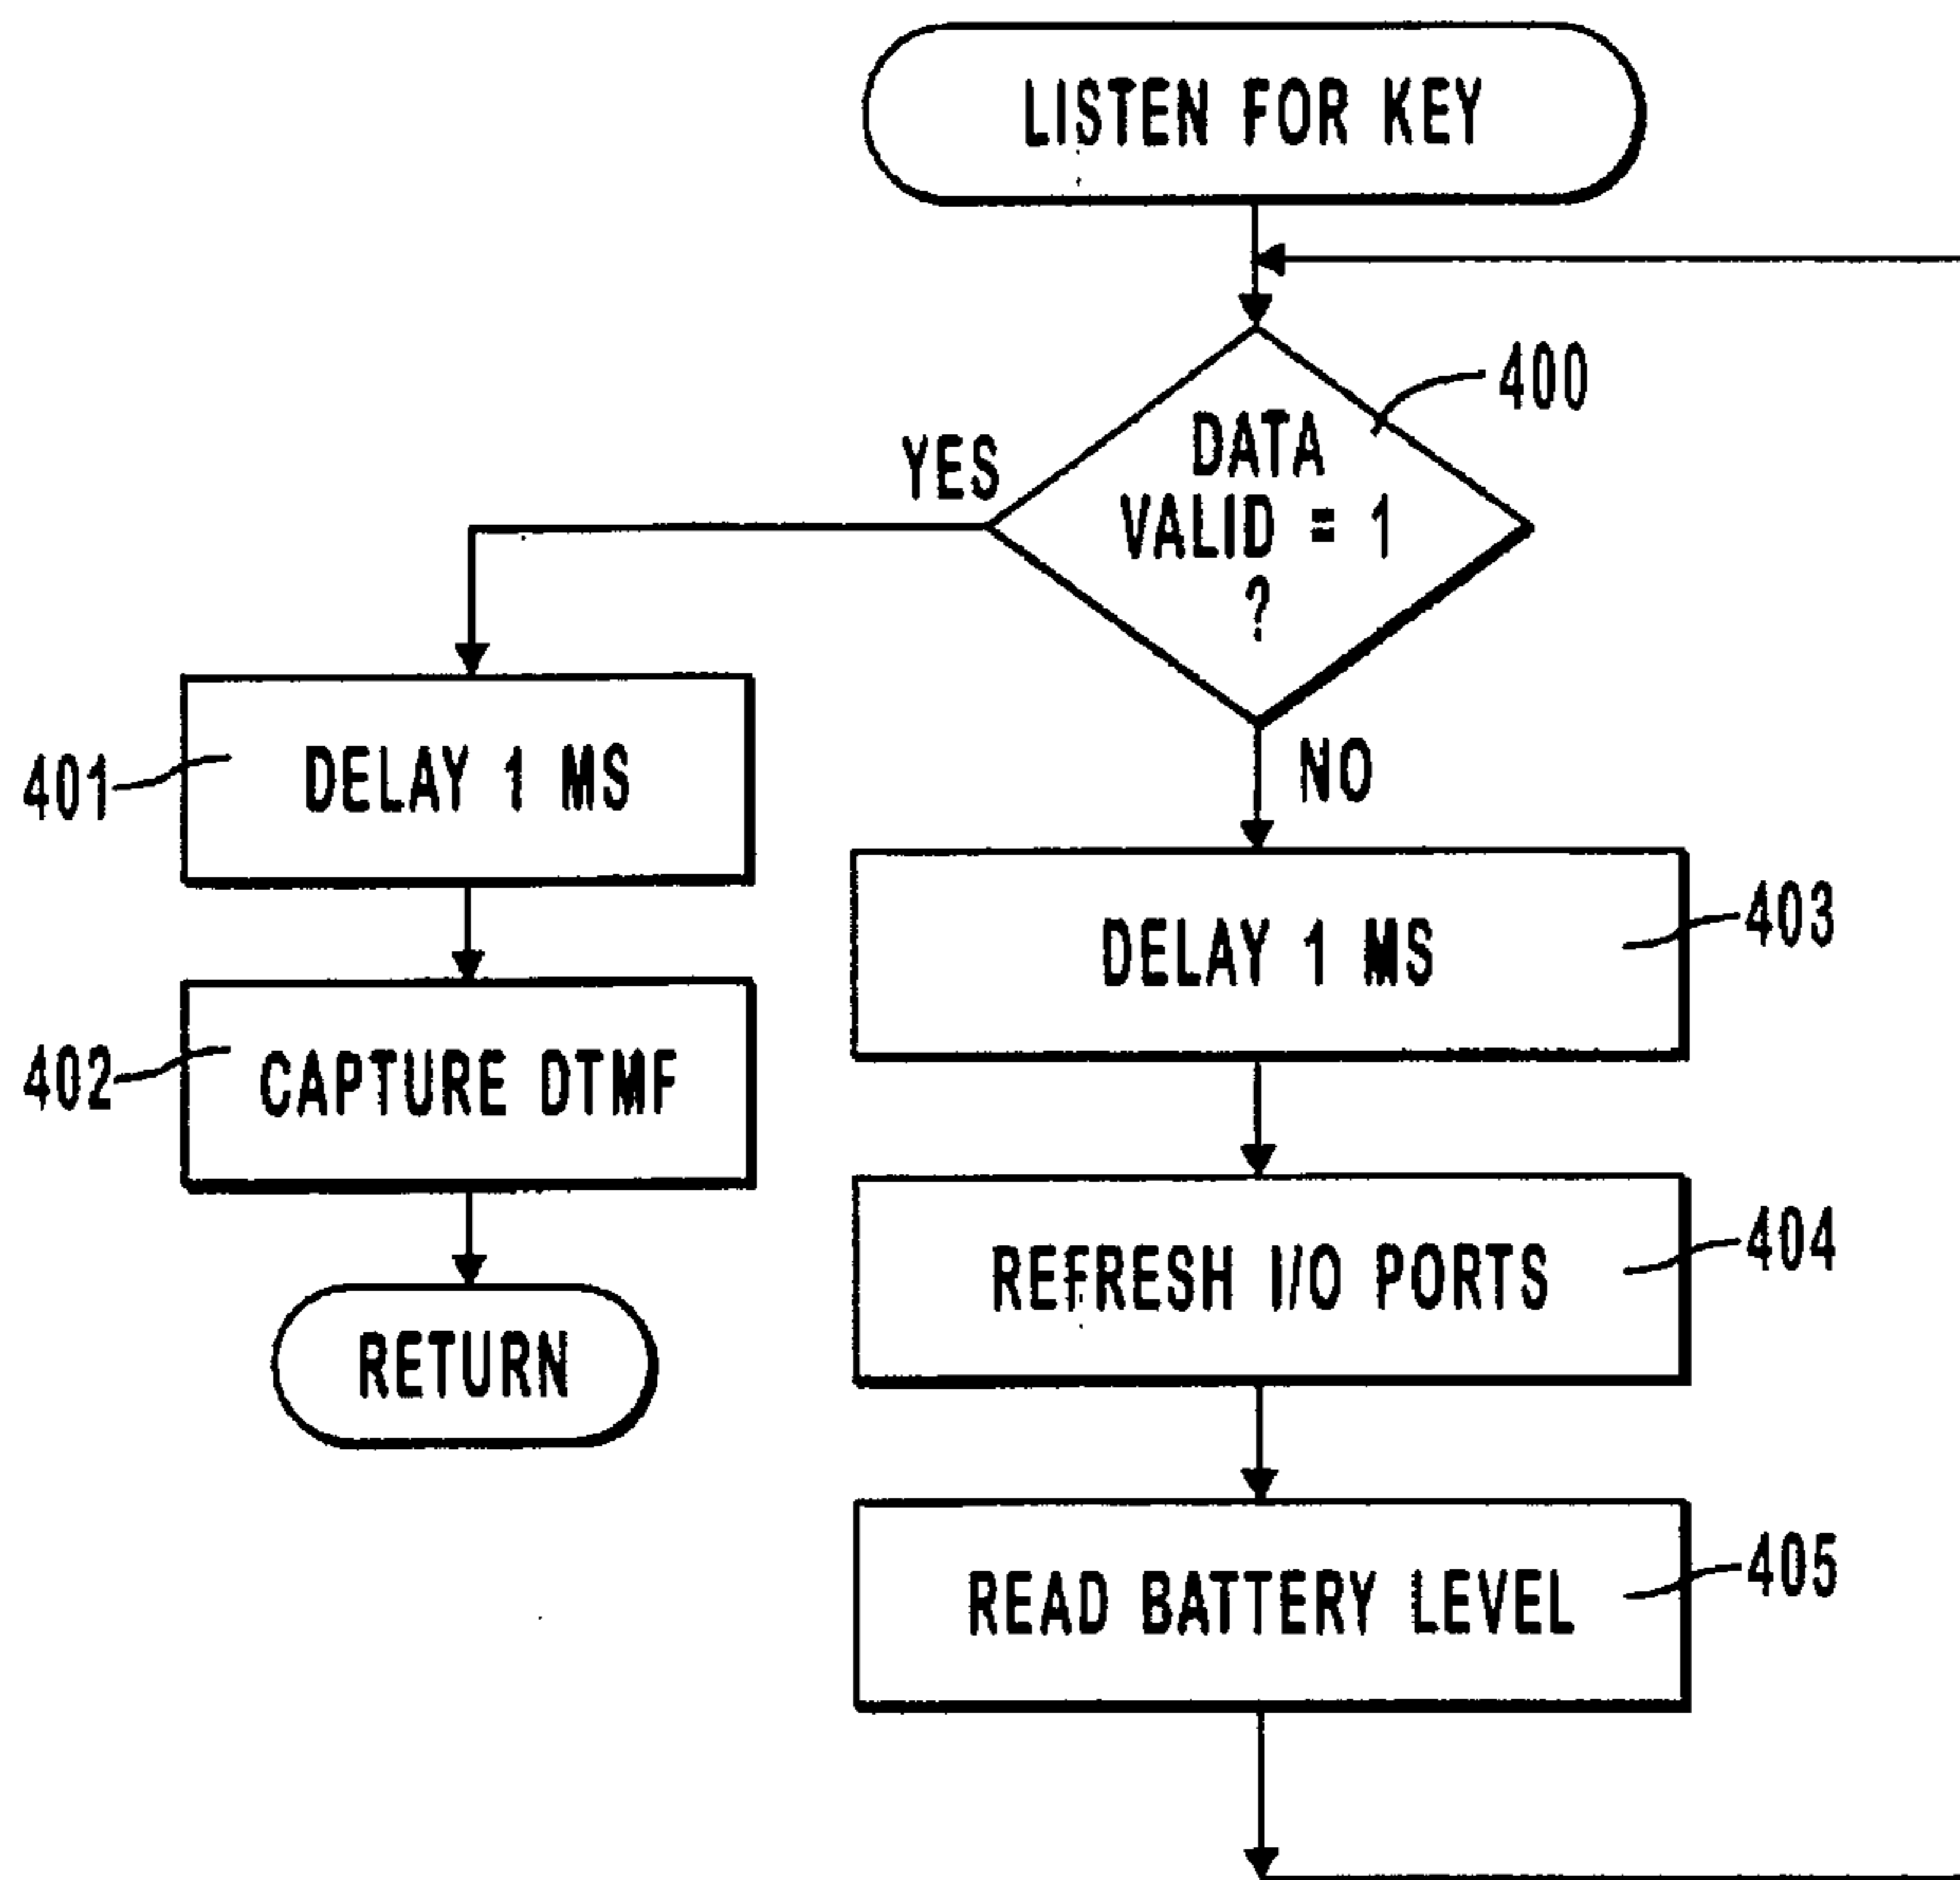 LISTEN FOR KEY
400
DATA
VALID = 1
?
YES
NO
401
DELAY 1 MS
402
CAPTURE DTMF
RETURN
DELAY 1 MS
403
REFRESH I/O PORTS
404
READ BATTERY LEVEL
405